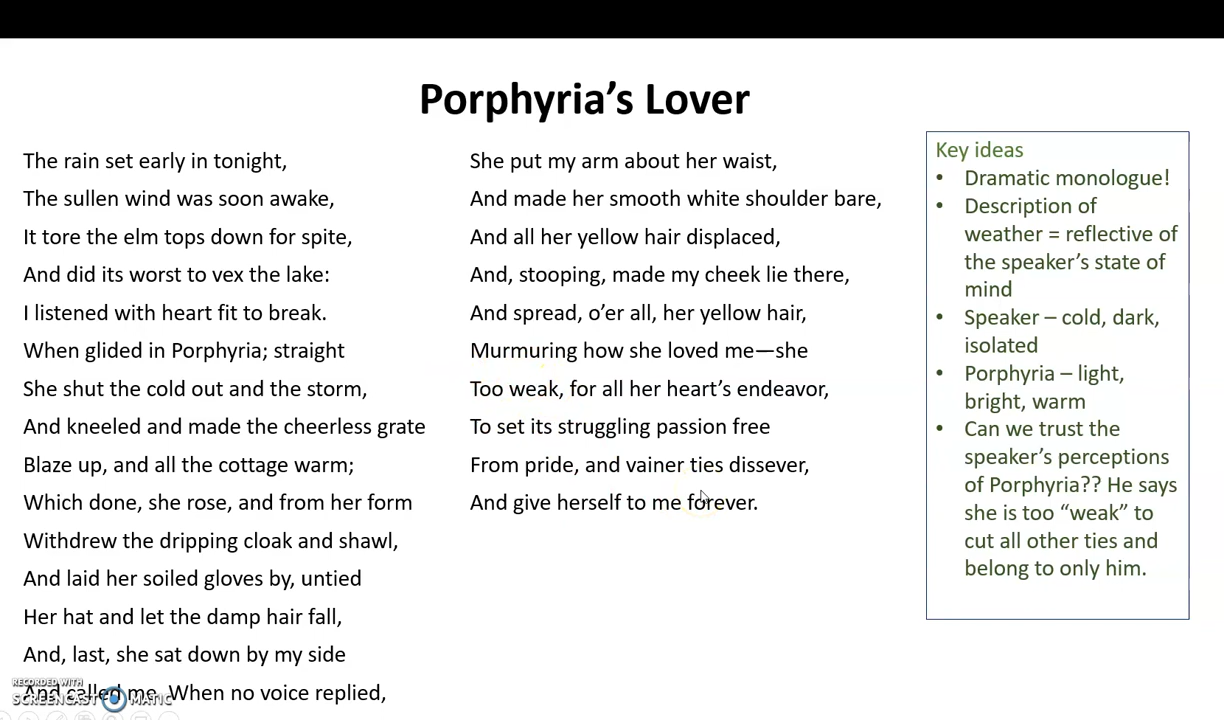 Porphyria’s Lover
The rain set early in tonight,
The sullen wind was soon awake,
It tore the elm tops down for spite,
And did its worst to vex the lake:
I listened with heart fit to break.
When glided in Porphyria; straight
She shut the cold out and the storm,
And kneeled and made the cheerless grate
Blaze up, and all the cottage warm;
Which done, she rose, and from her form
Withdrew the dripping cloak and shawl,
And laid her soiled gloves by, untied
Her hat and let the damp hair fall,
And, last, she sat down by my side
And called me. When no voice replied,
She put my arm about her waist,
And made her smooth white shoulder bare,
And all her yellow hair displaced,
And, stooping, made my cheek lie there,
And spread, o’er all, her yellow hair,
Murmuring how she loved me—she
Too weak, for all her heart’s endeavor,
To set its struggling passion free
From pride, and vainer ties dissever,
And give herself to me forever.
Key ideas
• Dramatic monologue!
• Description of
weather = reflective of
the speaker’s state of
mind
• Speaker – cold, dark,
isolated
• Porphyria – light,
bright, warm
• Can we trust the
speaker’s perceptions
of Porphyria?? He says
she is too “weak” to
cut all other ties and
belong to only him.
RECORDED WITH
SCREENCAST MATIC